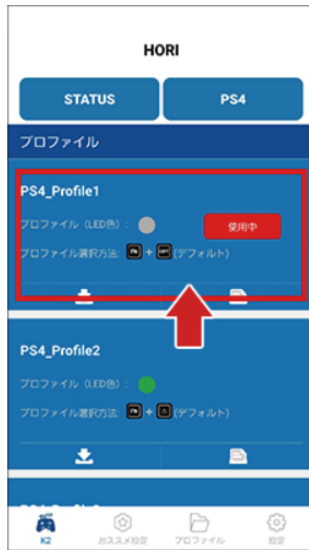 HORI
STATUS
PS4
プロファイル
PS4_Profile1
プロファイル（LED色）:
使用中
プロファイル選択方法: + (デフォルト)
PS4_Profile2
プロファイル（LED色）:
プロファイル選択方法: + (デフォルト)
K2
おススメ設定
プロファイル
設定